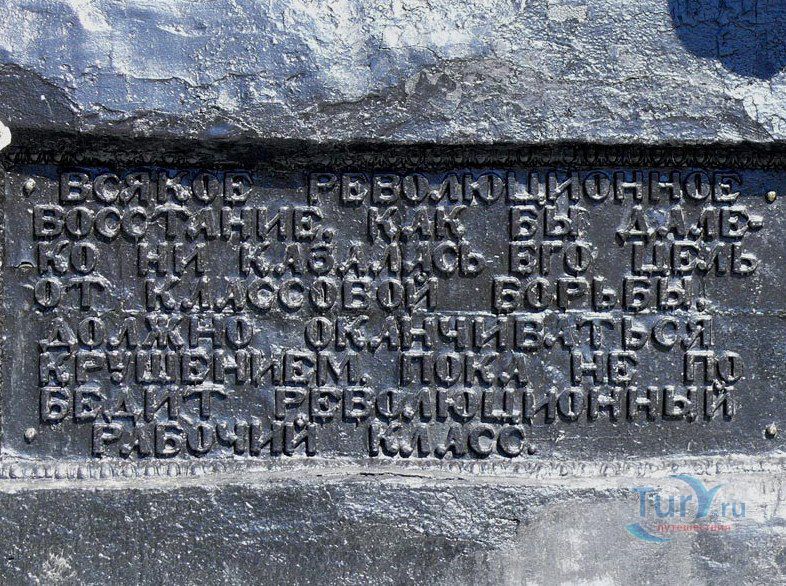 ВСЯКОЕ РЕВОЛЮЦИОННОЕ
ВОССТАНИЕ, КАК БЫ ДАЛЕ-
КО НИ КАЗАЛАСЬ ЕГО ЦЕЛЬ
ОТ КЛАССОВОЙ БОРЬБЫ,
ДОЛЖНО ОКАНЧИВАТЬСЯ
КРУШЕНИЕМ, ПОКА НЕ ПО
БЕДИТ РЕВОЛЮЦИОННЫЙ
РАБОЧИЙ КЛАСС.
Tury.ru
путешествия